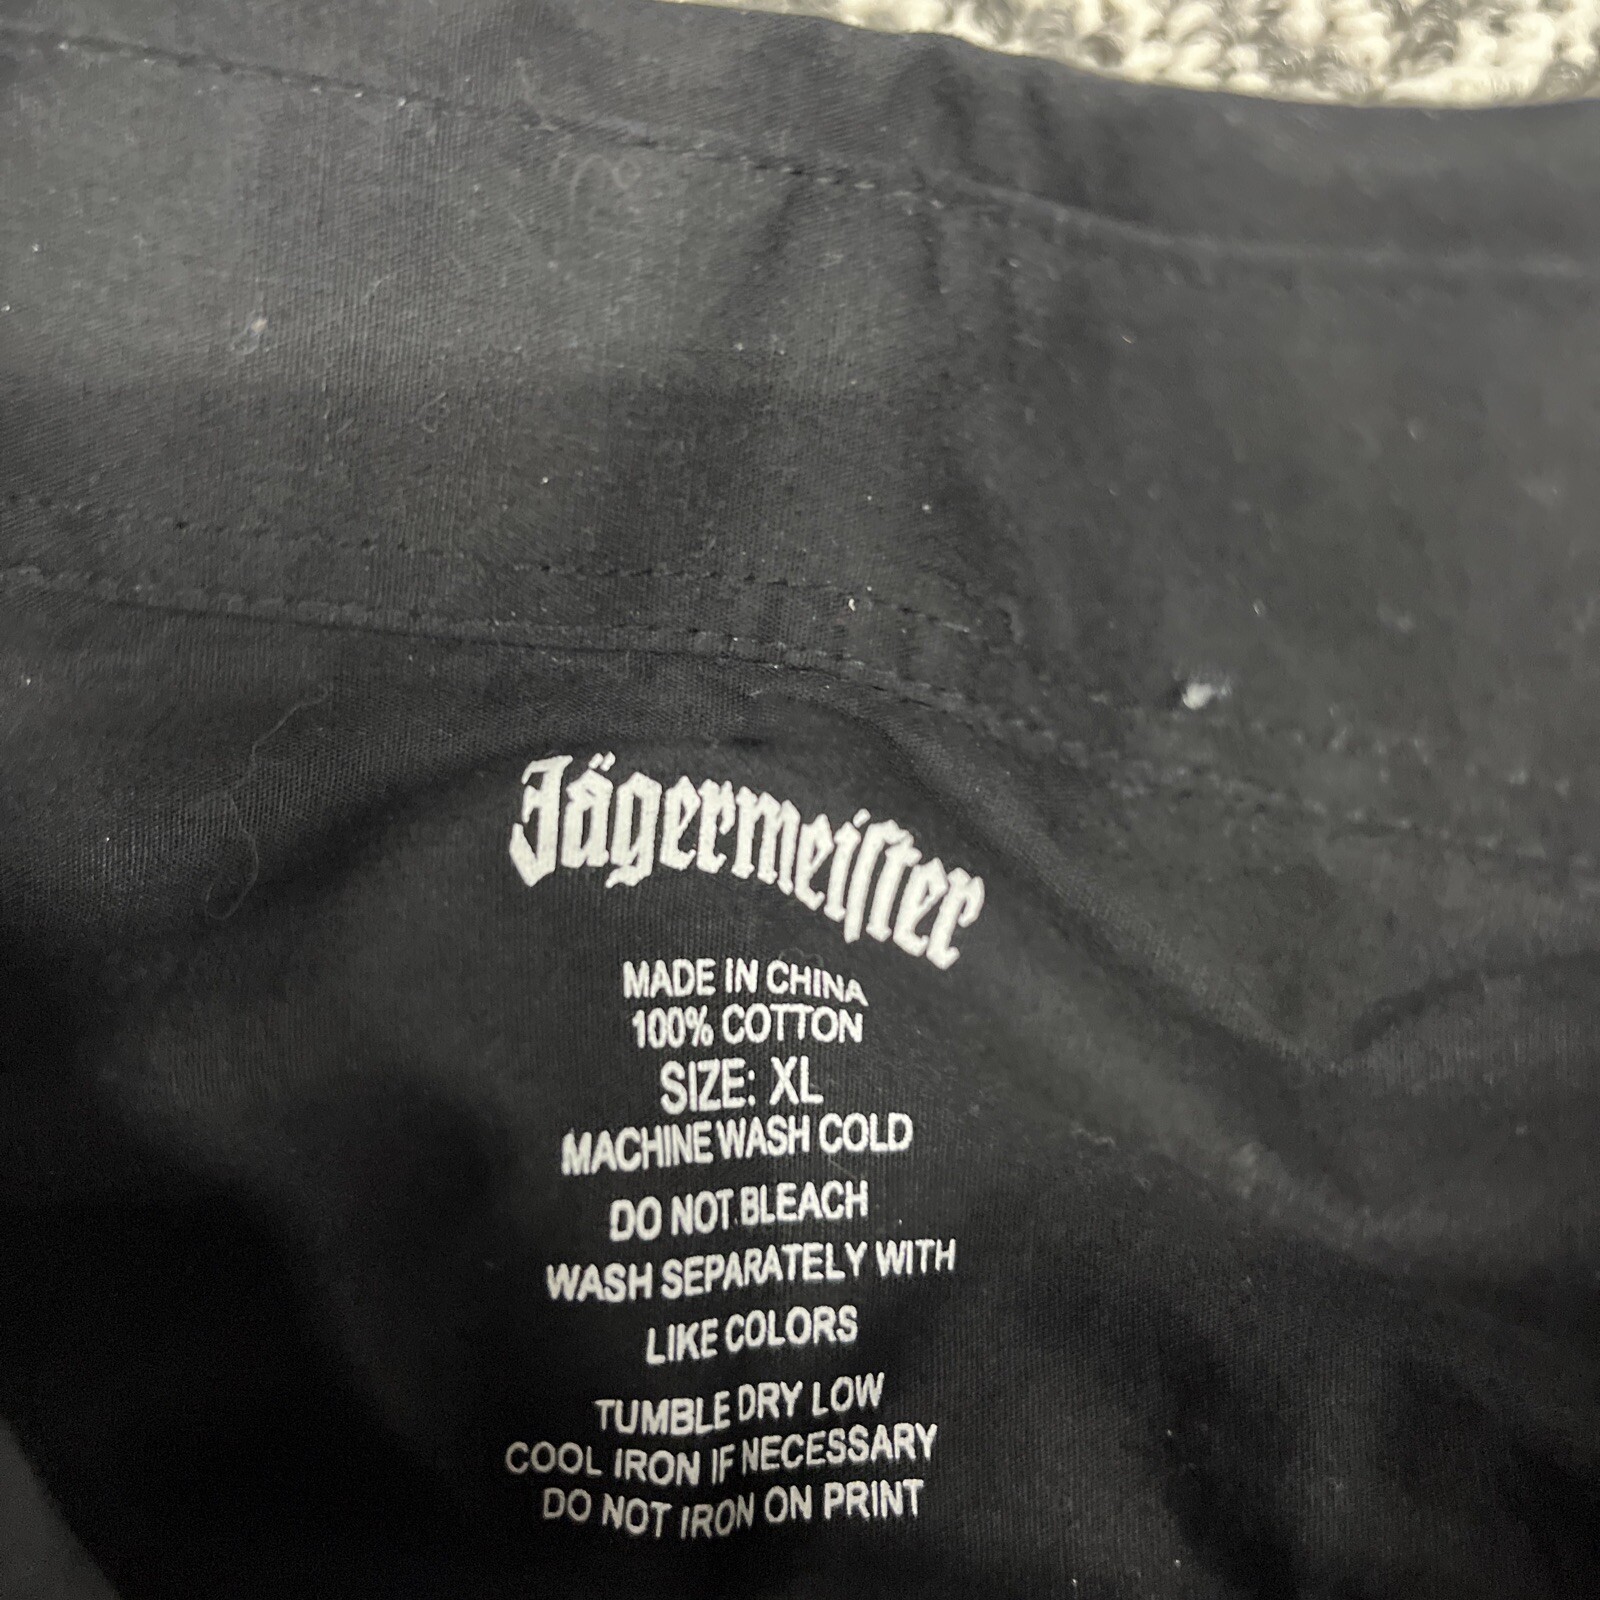 Jägermeiſter
MADE IN CHINA
100% COTTON
SIZE: XL
MACHINE WASH COLD
DO NOT BLEACH
WASH SEPARATELY WITH
LIKE COLORS
TUMBLE DRY LOW
COOL IRON IF NECESSARY
DO NOT IRON ON PRINT